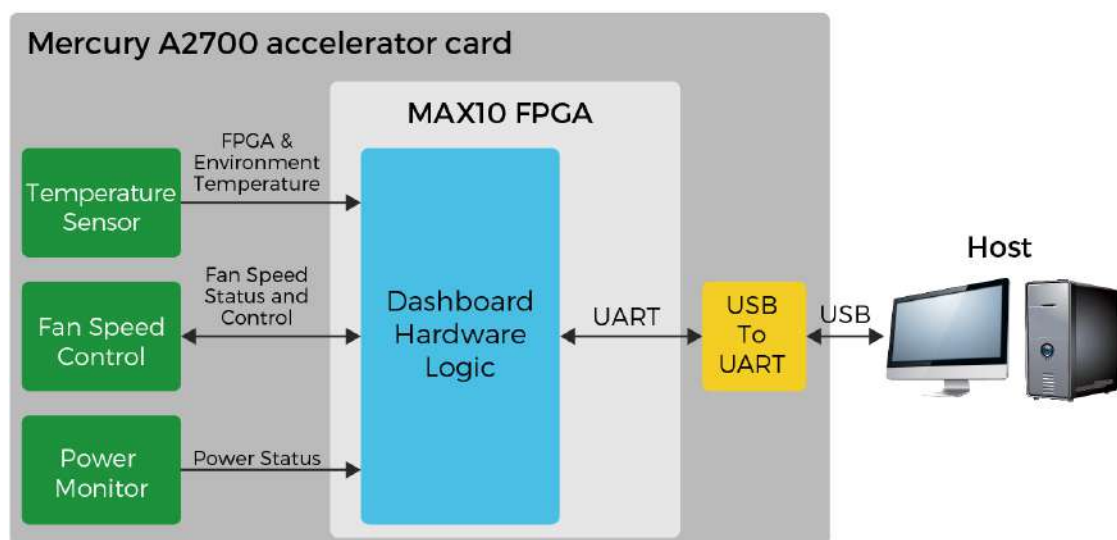 Mercury A2700 accelerator card
MAX10 FPGA
FPGA &
Environment
Temperature
Temperature
Sensor
Fan Speed
Status and
Control
Fan Speed
Control
Power Status
Power
Monitor
Dashboard
Hardware
Logic
UART
USB
To
UART
USB
Host